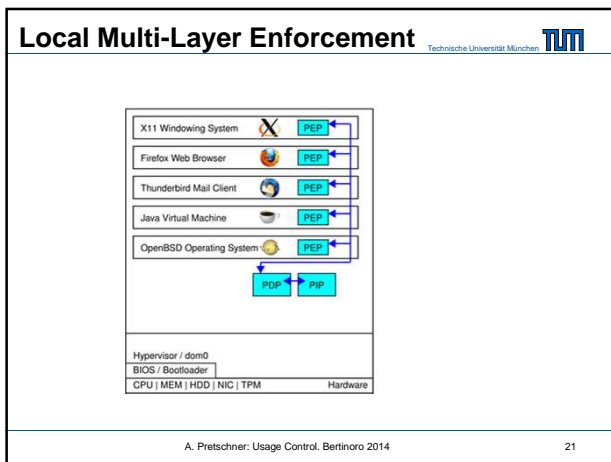 Local Multi-Layer Enforcement
Technische Universität München TUM
X11 Windowing System PEP
Firefox Web Browser PEP
Thunderbird Mail Client PEP
Java Virtual Machine PEP
OpenBSD Operating System PEP
PDP PIP
Hypervisor / dom0
BIOS / Bootloader
CPU | MEM | HDD | NIC | TPM Hardware
A. Pretschner: Usage Control. Bertinoro 2014 21